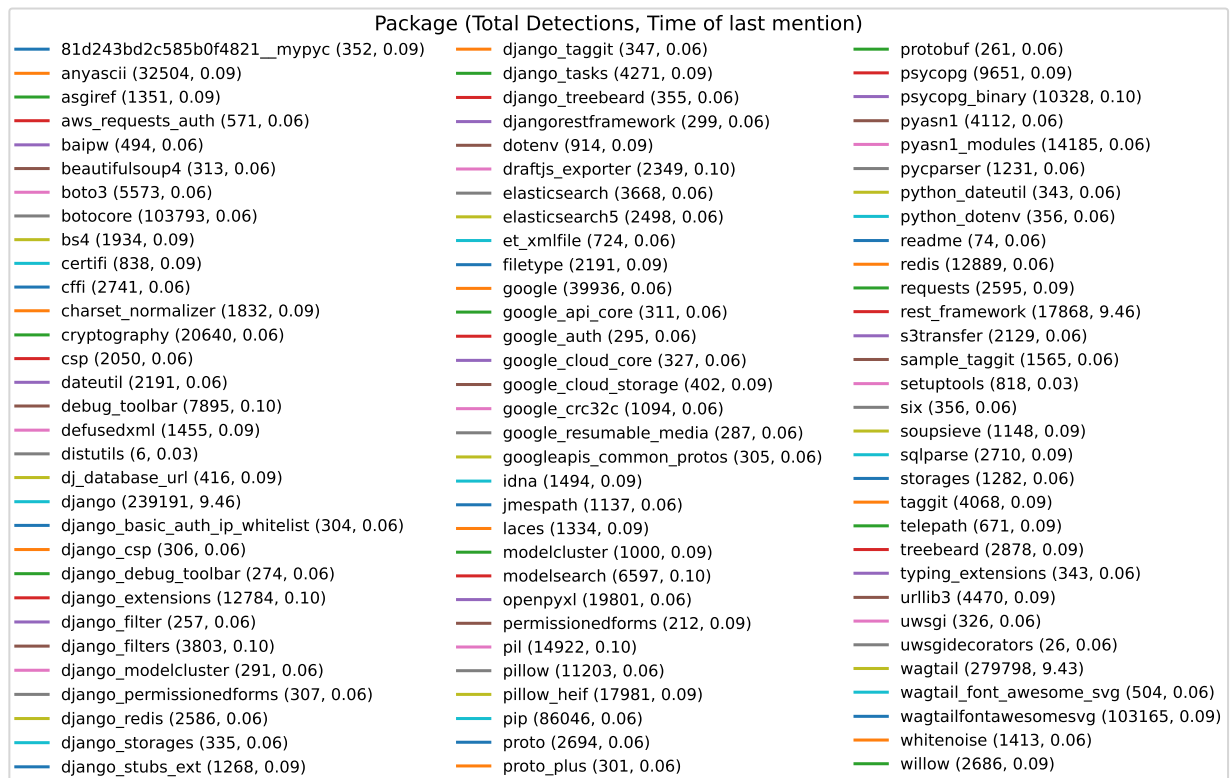 Package (Total Detections, Time of last mention)
81d243bd2c585b0f4821__mypyc (352, 0.09)
anyascii (32504, 0.09)
asgiref (1351, 0.09)
aws_requests_auth (571, 0.06)
baipw (494, 0.06)
beautifulsoup4 (313, 0.06)
boto3 (5573, 0.06)
botocore (103793, 0.06)
bs4 (1934, 0.09)
certifi (838, 0.09)
cffi (2741, 0.06)
charset_normalizer (1832, 0.09)
cryptography (20640, 0.06)
csp (2050, 0.06)
dateutil (2191, 0.06)
debug_toolbar (7895, 0.10)
defusedxml (1455, 0.09)
distutils (6, 0.03)
dj_database_url (416, 0.09)
django (239191, 9.46)
django_basic_auth_ip_whitelist (304, 0.06)
django_csp (306, 0.06)
django_debug_toolbar (274, 0.06)
django_extensions (12784, 0.10)
django_filter (257, 0.06)
django_filters (3803, 0.10)
django_modelcluster (291, 0.06)
django_permissionedforms (307, 0.06)
django_redis (2586, 0.06)
django_storages (335, 0.06)
django_stubs_ext (1268, 0.09)
django_taggit (347, 0.06)
django_tasks (4271, 0.09)
django_treebeard (355, 0.06)
djangorestframework (299, 0.06)
dotenv (914, 0.09)
draftjs_exporter (2349, 0.10)
elasticsearch (3668, 0.06)
elasticsearch5 (2498, 0.06)
et_xmlfile (724, 0.06)
filetype (2191, 0.09)
google (39936, 0.06)
google_api_core (311, 0.06)
google_auth (295, 0.06)
google_cloud_core (327, 0.06)
google_cloud_storage (402, 0.09)
google_crc32c (1094, 0.06)
google_resumable_media (287, 0.06)
googleapis_common_protos (305, 0.06)
idna (1494, 0.09)
jmespath (1137, 0.06)
laces (1334, 0.09)
modelcluster (1000, 0.09)
modelsearch (6597, 0.10)
openpyxl (19801, 0.06)
permissionedforms (212, 0.09)
pil (14922, 0.10)
pillow (11203, 0.06)
pillow_heif (17981, 0.09)
pip (86046, 0.06)
proto (2694, 0.06)
proto_plus (301, 0.06)
protobuf (261, 0.06)
psycopg (9651, 0.09)
psycopg_binary (10328, 0.10)
pyasn1 (4112, 0.06)
pyasn1_modules (14185, 0.06)
pycparser (1231, 0.06)
python_dateutil (343, 0.06)
python_dotenv (356, 0.06)
readme (74, 0.06)
redis (12889, 0.06)
requests (2595, 0.09)
rest_framework (17868, 9.46)
s3transfer (2129, 0.06)
sample_taggit (1565, 0.06)
setuptools (818, 0.03)
six (356, 0.06)
soupsieve (1148, 0.09)
sqlparse (2710, 0.09)
storages (1282, 0.06)
taggit (4068, 0.09)
telepath (671, 0.09)
treebeard (2878, 0.09)
typing_extensions (343, 0.06)
urllib3 (4470, 0.09)
uwsgi (326, 0.06)
uwsgidecorators (26, 0.06)
wagtail (279798, 9.43)
wagtail_font_awesome_svg (504, 0.06)
wagtailfontawesomesvg (103165, 0.09)
whitenoise (1413, 0.06)
willow (2686, 0.09)